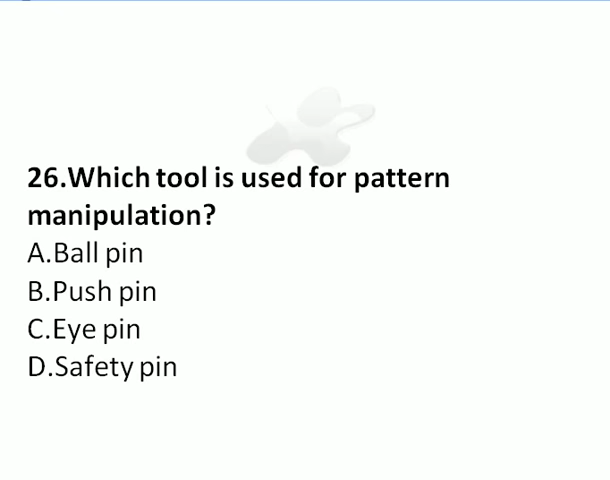 26.Which tool is used for pattern
manipulation?
A.Ball pin
B.Push pin
C.Eye pin
D.Safety pin